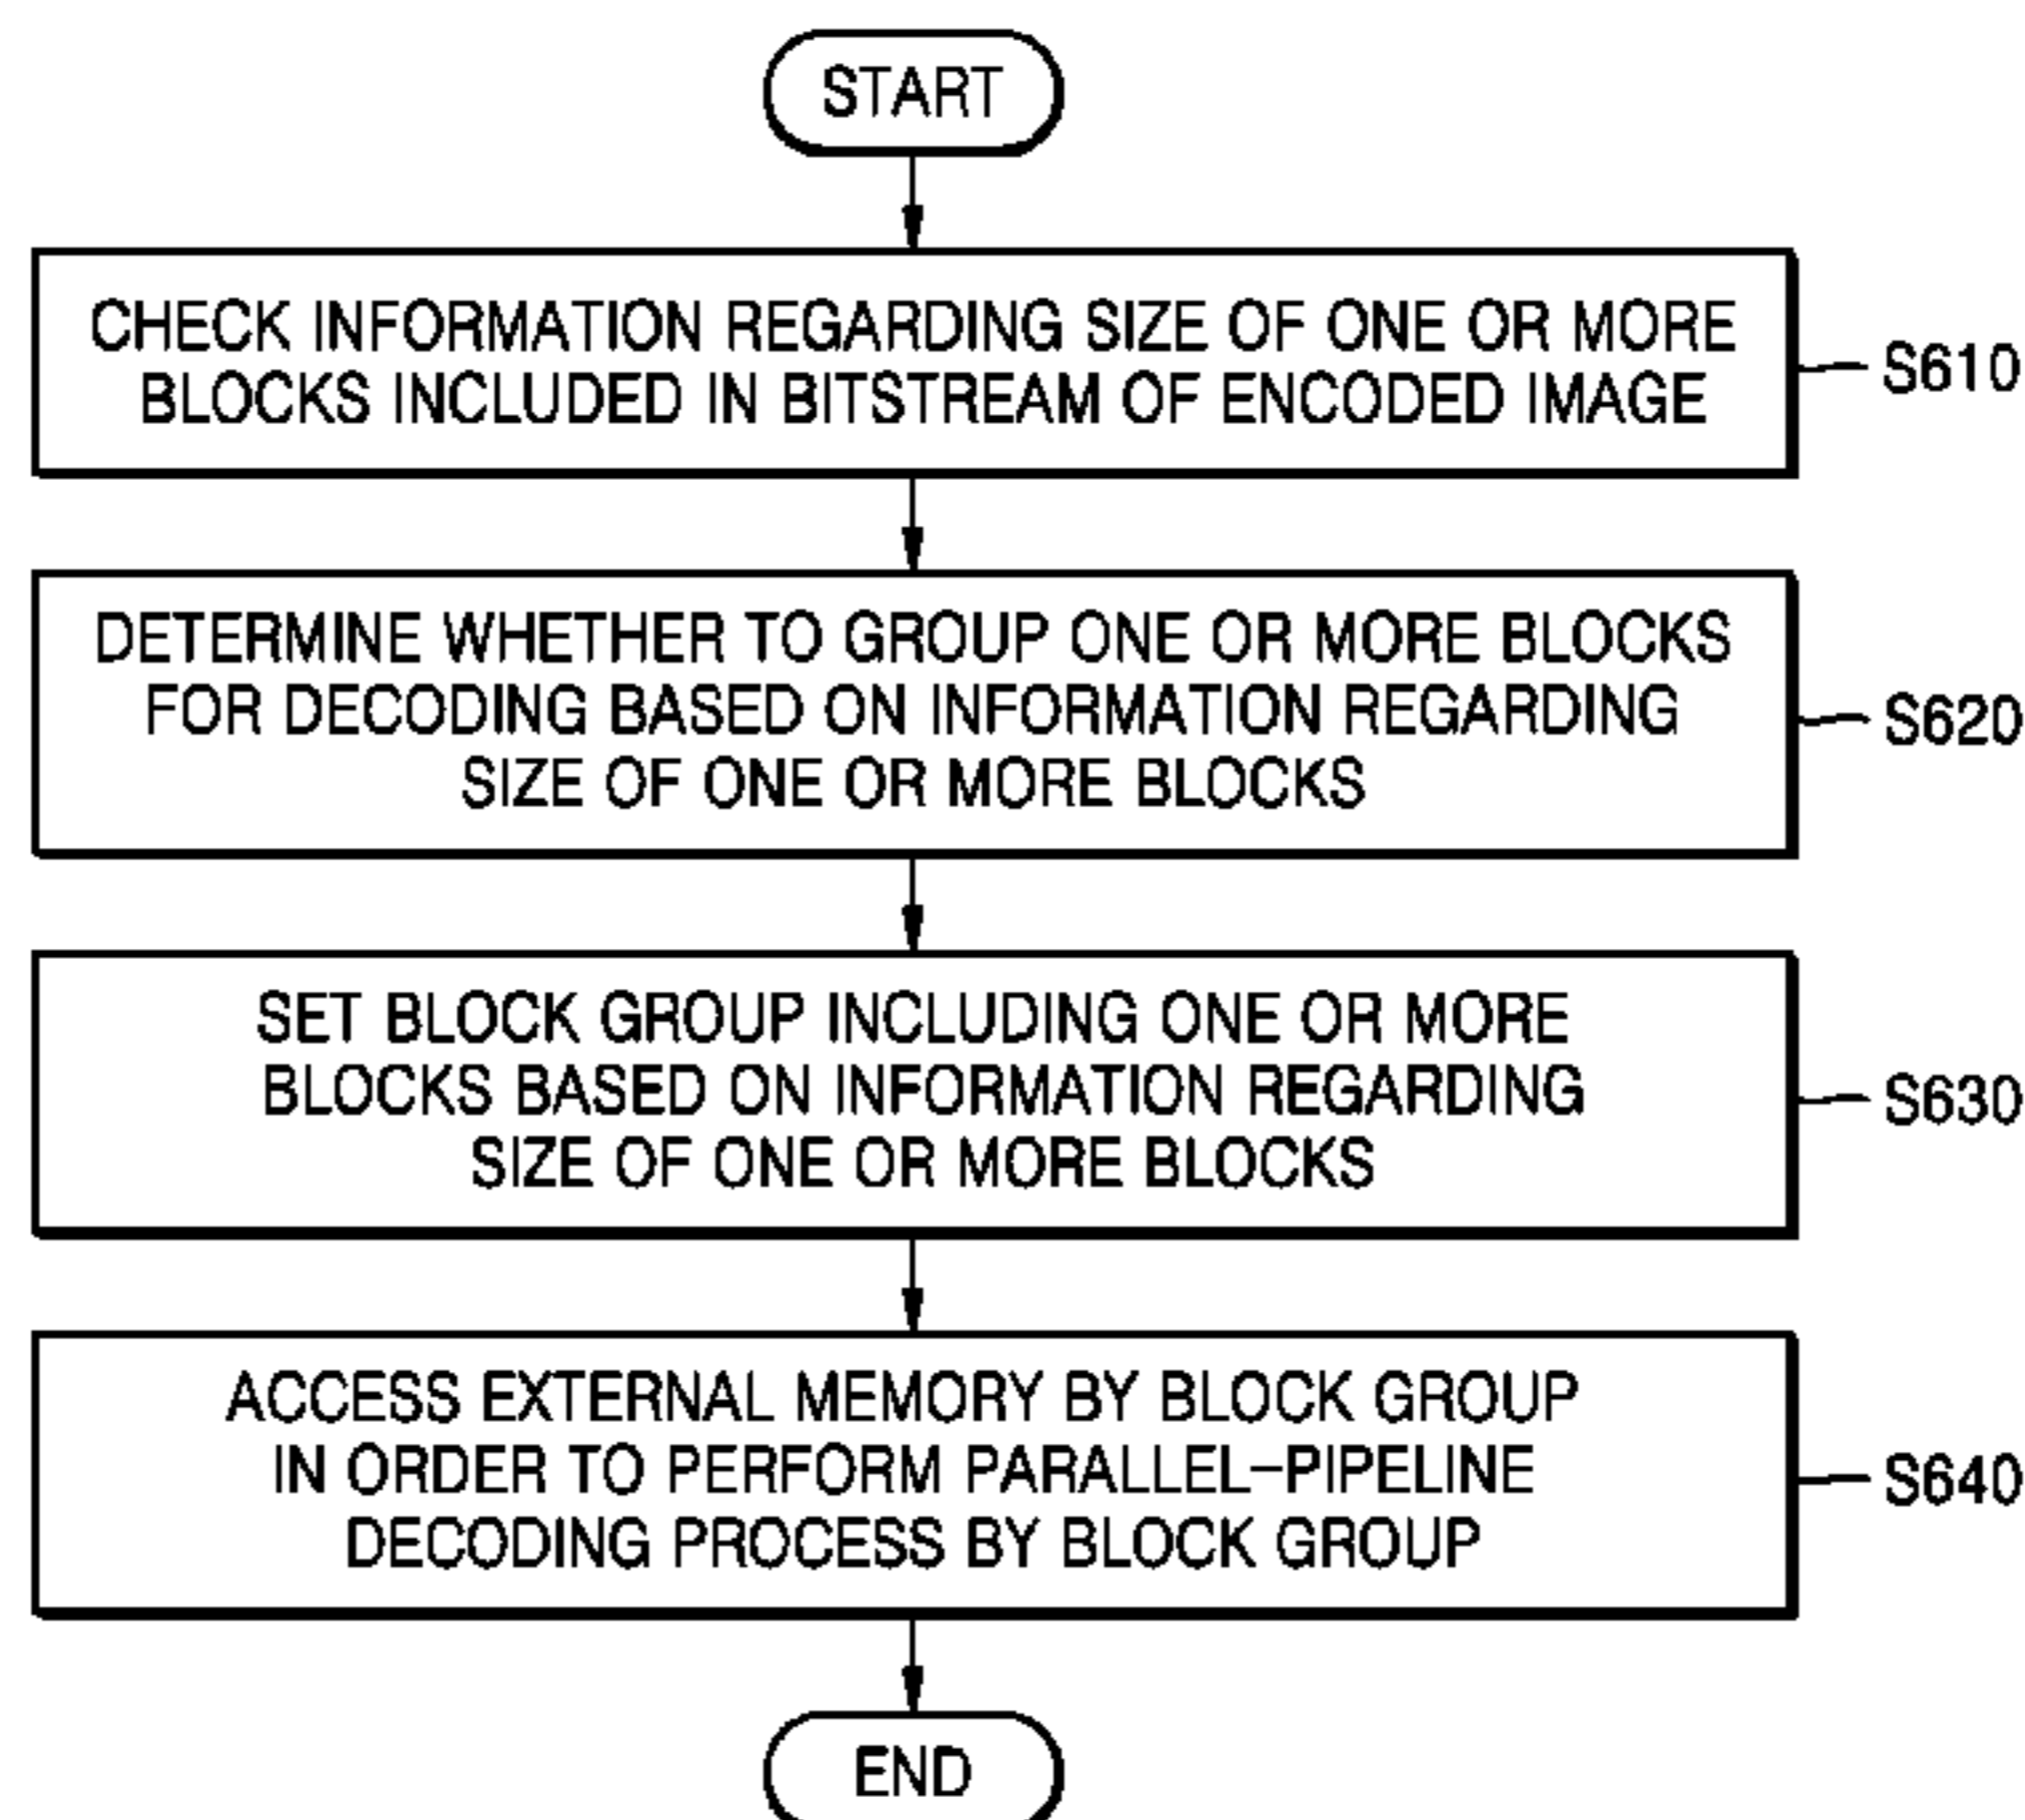 START
CHECK INFORMATION REGARDING SIZE OF ONE OR MORE
BLOCKS INCLUDED IN BITSTREAM OF ENCODED IMAGE
S610
DETERMINE WHETHER TO GROUP ONE OR MORE BLOCKS
FOR DECODING BASED ON INFORMATION REGARDING
SIZE OF ONE OR MORE BLOCKS
S620
SET BLOCK GROUP INCLUDING ONE OR MORE
BLOCKS BASED ON INFORMATION REGARDING
SIZE OF ONE OR MORE BLOCKS
S630
ACCESS EXTERNAL MEMORY BY BLOCK GROUP
IN ORDER TO PERFORM PARALLEL-PIPELINE
DECODING PROCESS BY BLOCK GROUP
S640
END